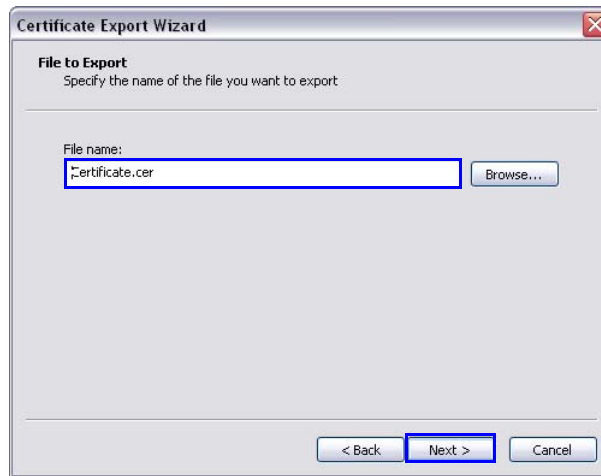 Certificate Export Wizard
File to Export
Specify the name of the file you want to export
File name:
Certificate.cer
Browse...
< Back
Next >
Cancel